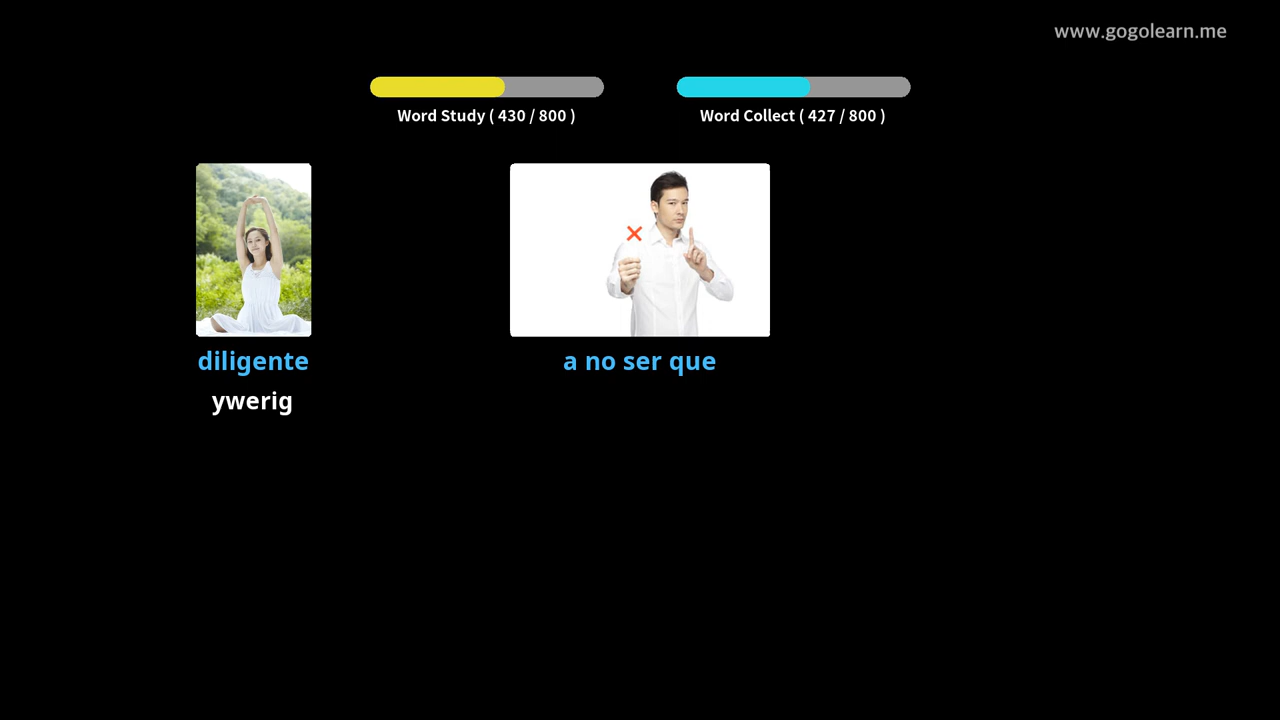 www.gogolearn.me
Word Study ( 430 / 800 )
Word Collect ( 427 / 800 )
diligente
ywerig
a no ser que